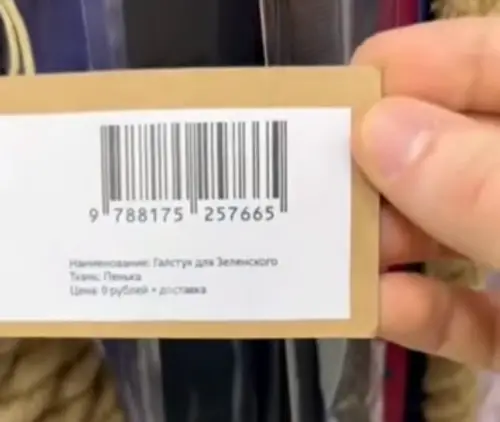 9 788175 257665
Наименование: Галстук для Зеленского
Ткань: Пенька
Цена: 0 рублей + доставка